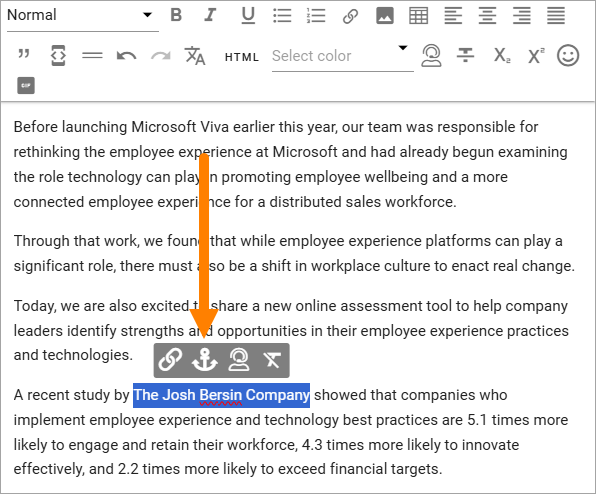 Normal B I U
” HTML Select color X₂ X²
GIF
Before launching Microsoft Viva earlier this year, our team was responsible for
rethinking the employee experience at Microsoft and had already begun examining
the role technology can play in promoting employee wellbeing and a more
connected employee experience for a distributed sales workforce.
Through that work, we found that while employee experience platforms can play a
significant role, there must also be a shift in workplace culture to enact real change.
Today, we are also excited to share a new online assessment tool to help company
leaders identify strengths and opportunities in their employee experience practices
and technologies.
A recent study by The Josh Bersin Company showed that companies who
implement employee experience and technology best practices are 5.1 times more
likely to engage and retain their workforce, 4.3 times more likely to innovate
effectively, and 2.2 times more likely to exceed financial targets.